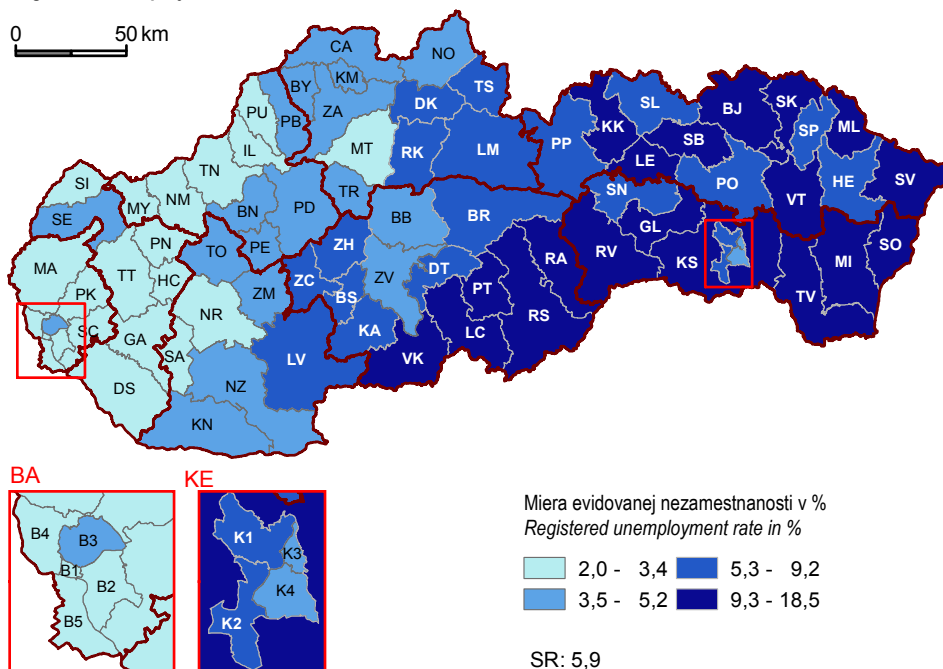 0 50 km
CA
NO
BY
KM
TS
PU
PB
ZA
DK
SL
BJ
SK
KK
SP
ML
IL
MT
RK
LM
PP
SB
LE
TN
PO
HE
SV
SI
NM
TR
SN
VT
MY
SE
BN
PD
BB
BR
GL
PN
TO
PE
ZH
RV
SO
MA
TT
HC
ZV
DT
RA
KS
MI
ZC
PT
TV
PK
ZM
BS
NR
KA
RS
SC
GA
LC
SA
LV
VK
DS
NZ
KN
BA
KE
B4
B3
B1
B2
B5
K1
K3
K4
K2
Miera evidovanej nezamestnanosti v %
Registered unemployment rate in %
2,0 - 3,4
5,3 - 9,2
3,5 - 5,2
9,3 - 18,5
SR: 5,9